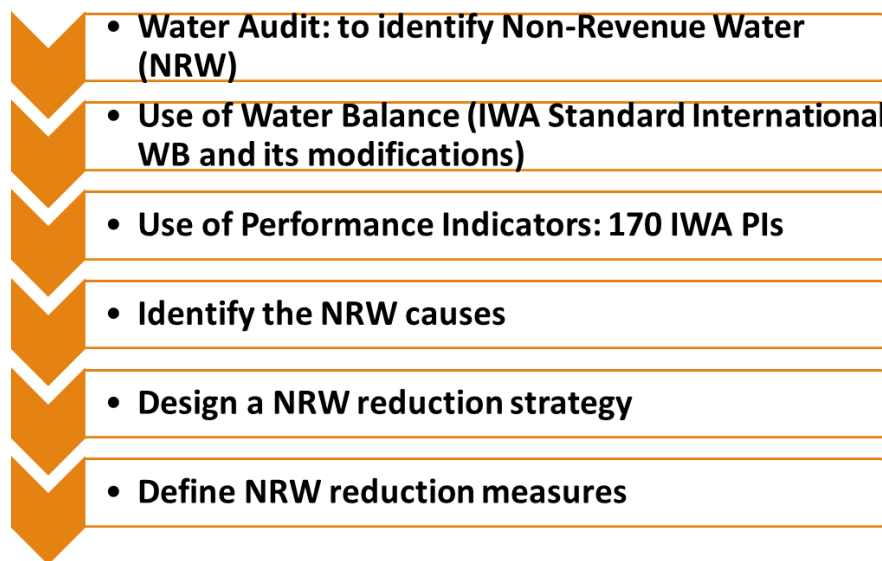 • Water Audit: to identify Non-Revenue Water
(NRW)
• Use of Water Balance (IWA Standard International
WB and its modifications)
• Use of Performance Indicators: 170 IWA PIs
• Identify the NRW causes
• Design a NRW reduction strategy
• Define NRW reduction measures